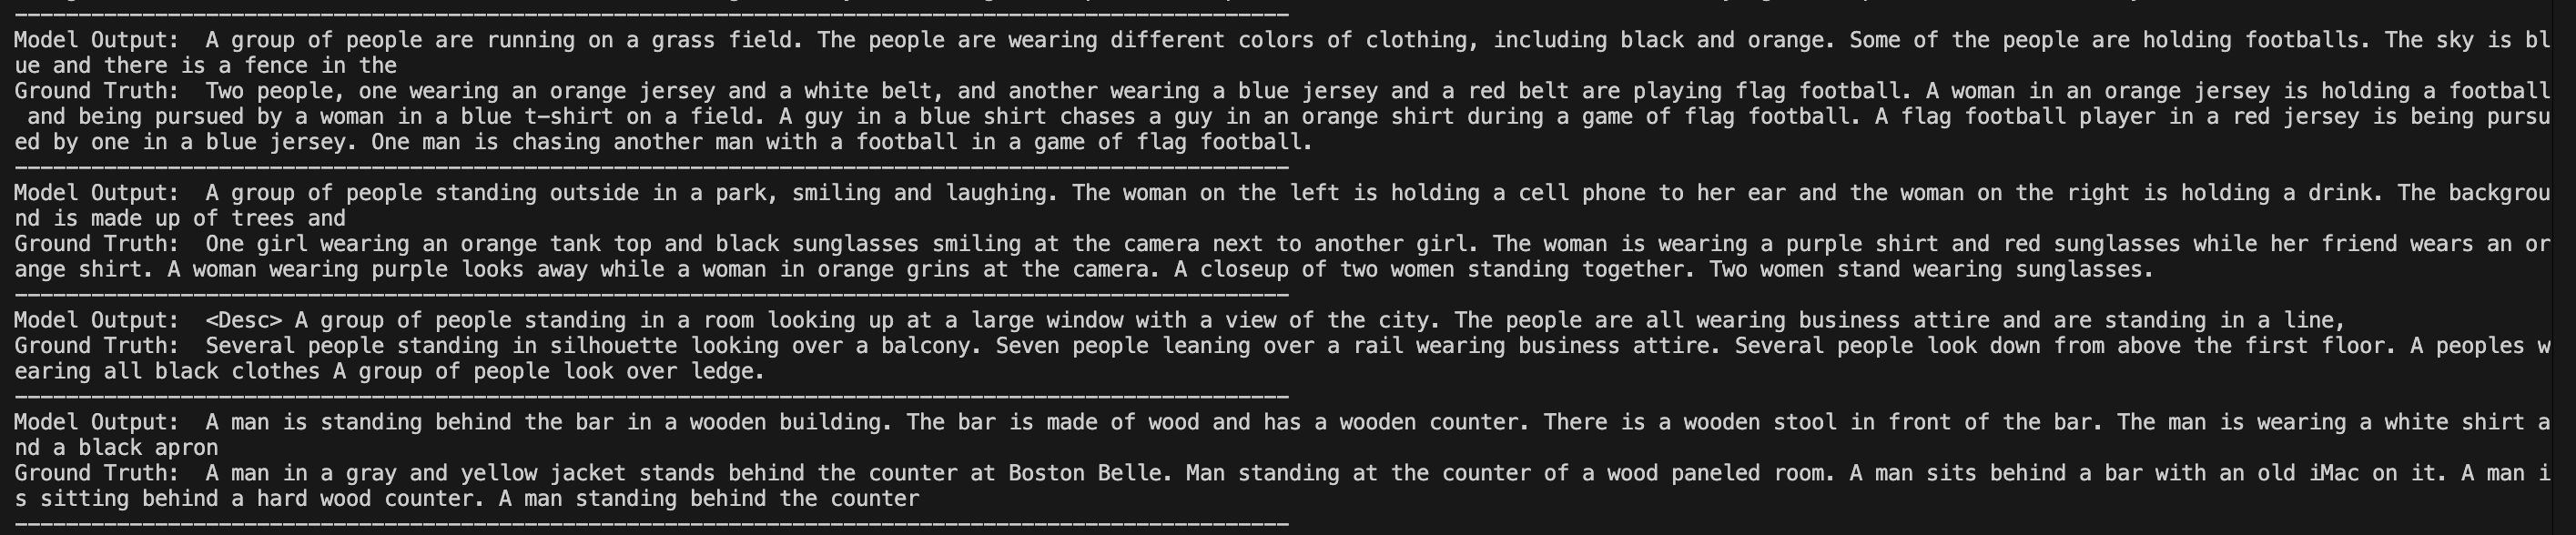 Model Output:  A group of people are running on a grass field. The people are wearing different colors of clothing, including black and orange. Some of the people are holding footballs. The sky is bl
ue and there is a fence in the
Ground Truth:  Two people, one wearing an orange jersey and a white belt, and another wearing a blue jersey and a red belt are playing flag football. A woman in an orange jersey is holding a football
 and being pursued by a woman in a blue t-shirt on a field. A guy in a blue shirt chases a guy in an orange shirt during a game of flag football. A flag football player in a red jersey is being pursu
ed by one in a blue jersey. One man is chasing another man with a football in a game of flag football.
Model Output:  A group of people standing outside in a park, smiling and laughing. The woman on the left is holding a cell phone to her ear and the woman on the right is holding a drink. The backgrou
nd is made up of trees and
Ground Truth:  One girl wearing an orange tank top and black sunglasses smiling at the camera next to another girl. The woman is wearing a purple shirt and red sunglasses while her friend wears an or
ange shirt. A woman wearing purple looks away while a woman in orange grins at the camera. A closeup of two women standing together. Two women stand wearing sunglasses.
Model Output:  <Desc> A group of people standing in a room looking up at a large window with a view of the city. The people are all wearing business attire and are standing in a line,
Ground Truth:  Several people standing in silhouette looking over a balcony. Seven people leaning over a rail wearing business attire. Several people look down from above the first floor. A peoples w
earing all black clothes A group of people look over ledge.
Model Output:  A man is standing behind the bar in a wooden building. The bar is made of wood and has a wooden counter. There is a wooden stool in front of the bar. The man is wearing a white shirt a
nd a black apron
Ground Truth:  A man in a gray and yellow jacket stands behind the counter at Boston Belle. Man standing at the counter of a wood paneled room. A man sits behind a bar with an old iMac on it. A man i
s sitting behind a hard wood counter. A man standing behind the counter